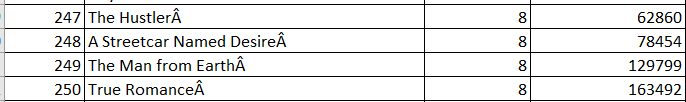 247 The HustlerÂ 8 62860
248 A Streetcar Named DesireÂ 8 78454
249 The Man from EarthÂ 8 129799
250 True RomanceÂ 8 163492